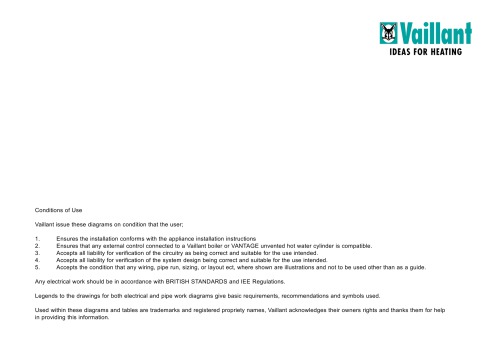 Vaillant
IDEAS FOR HEATING
Conditions of Use
Vaillant issue these diagrams on condition that the user;
1. Ensures the installation conforms with the appliance installation instructions
2. Ensures that any external control connected to a Vaillant boiler or VANTAGE unvented hot water cylinder is compatible.
3. Accepts all liability for verification of the circuitry as being correct and suitable for the use intended.
4. Accepts all liability for verification of the system design being correct and suitable for the use intended.
5. Accepts the condition that any wiring, pipe run, sizing, or layout ect, where shown are illustrations and not to be used other than as a guide.
Any electrical work should be in accordance with BRITISH STANDARDS and IEE Regulations.
Legends to the drawings for both electrical and pipe work diagrams give basic requirements, recommendations and symbols used.
Used within these diagrams and tables are trademarks and registered propriety names, Vaillant acknowledges their owners rights and thanks them for help
in providing this information.